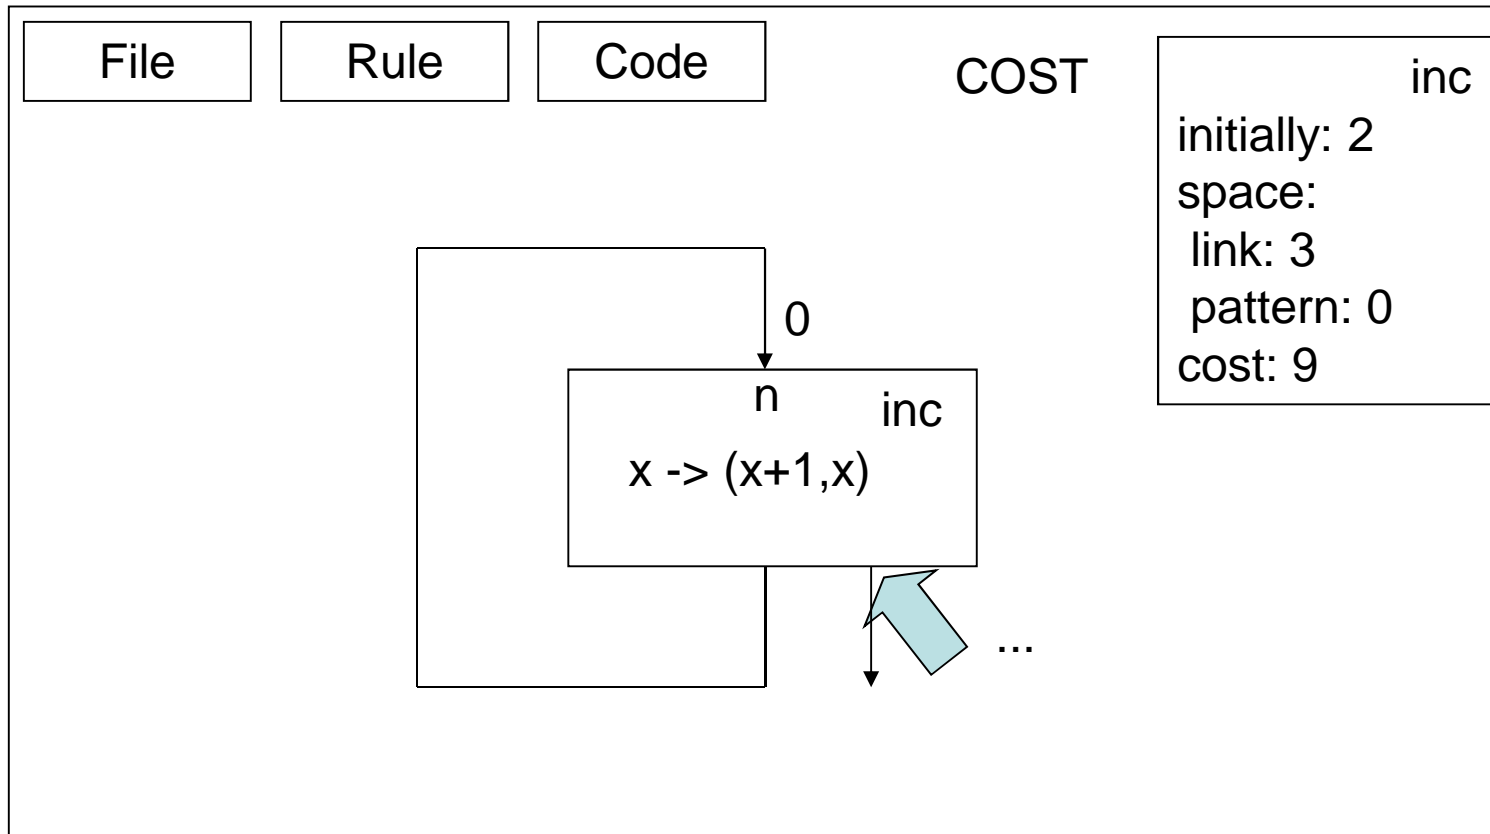 File Rule Code COST inc
initially: 2
space:
link: 3
pattern: 0
cost: 9
0
n inc
x -> (x+1,x)
...